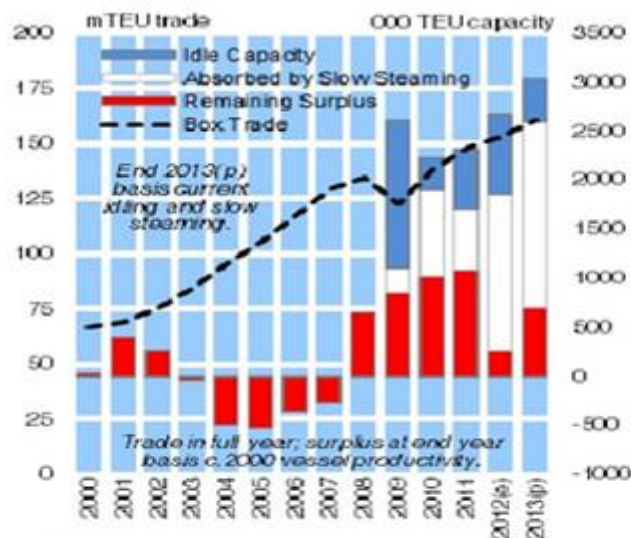 mTEU trade 000 TEU capacity
200 3500
175 3000
150 2500
125 2000
100 1500
75 1000
50 500
25 0
0 -500
-1000
Idle Capacity
Absorbed by Slow Steaming
Remaining Surplus
Box Trade
End 2013(p)
basis current
idling and slow
steaming.
Trade in full year; surplus at end year
basis c. 2000 vessel productivity.
2000 2001 2002 2003 2004 2005 2006 2007 2008 2009 2010 2011 2012(p) 2013(p)